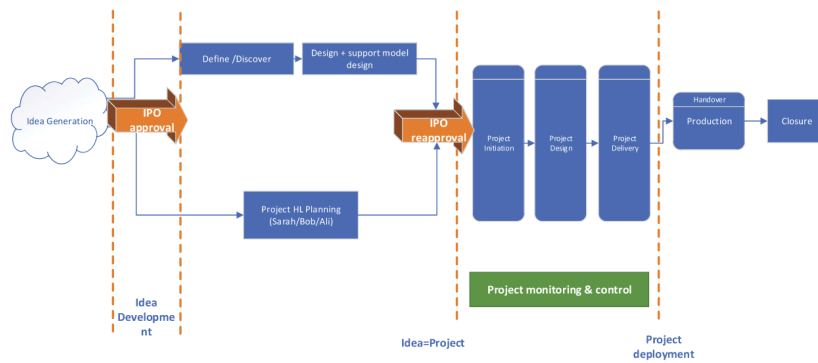 Define /Discover
Design + support model
design
Idea Generation
IPO
approval
IPO
reapproval
Project
Initiation
Project
Design
Project
Delivery
Handover
Production
Closure
Project HL Planning
(Sarah/Bob/Ali)
Project monitoring & control
Idea
Developme
nt
Idea=Project
Project
deployment